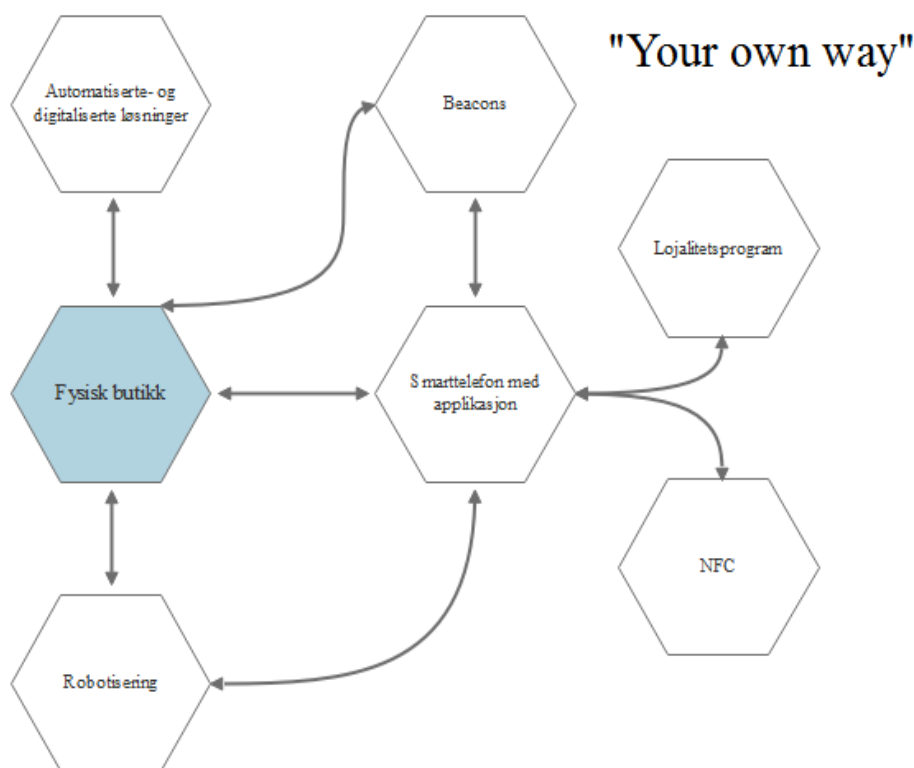 "Your own way"
Automatiserte- og
digitaliserte løsninger
Beacons
Lojalitetsprogram
Fysisk butikk
Smarttelefon med
applikasjon
NFC
Robotisering